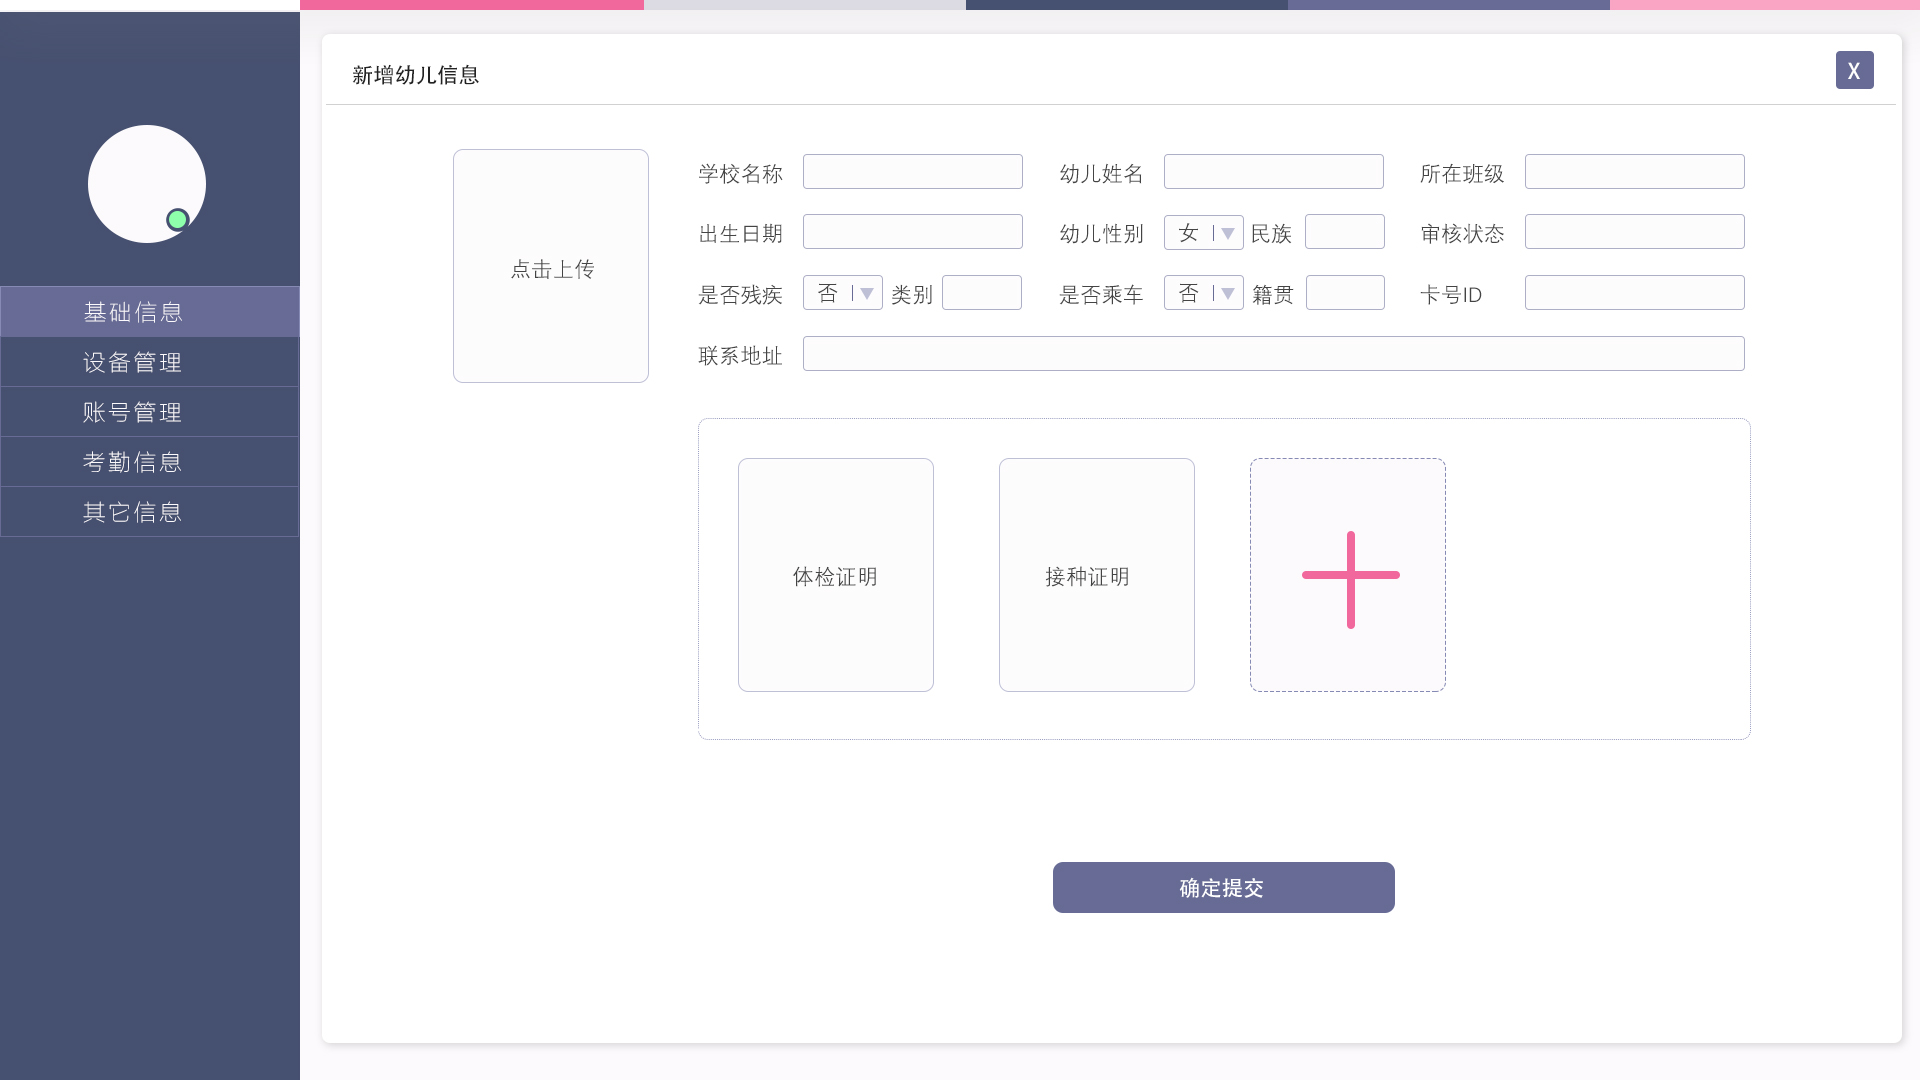 新增幼儿信息
X
基础信息
设备管理
账号管理
考勤信息
其它信息
点击上传
学校名称 幼儿姓名 所在班级
出生日期 幼儿性别 女 民族 审核状态
是否残疾 否 类别 是否乘车 否 籍贯 卡号ID
联系地址
体检证明 接种证明
确定提交